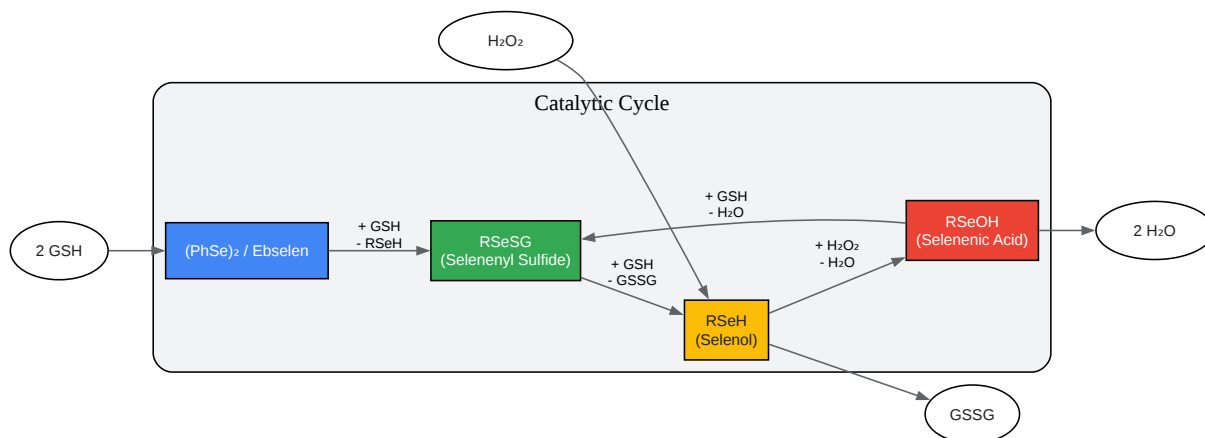 H₂O₂
Catalytic Cycle
2 GSH
(PhSe)₂ / Ebselen
+ GSH
- RSeH
RSeSG
(Selenenyl Sulfide)
+ GSH
- GSSG
+ GSH
- H₂O
RSeH
(Selenol)
+ H₂O₂
- H₂O
RSeOH
(Selenenic Acid)
2 H₂O
GSSG